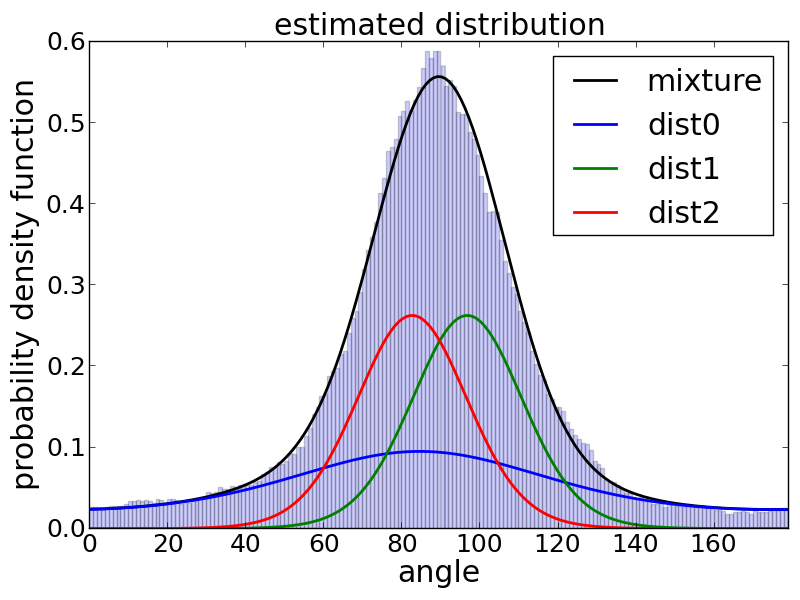 estimated distribution
probability density function
0.6
0.5
0.4
0.3
0.2
0.1
0.0
mixture
dist0
dist1
dist2
0 20 40 60 80 100 120 140 160
angle